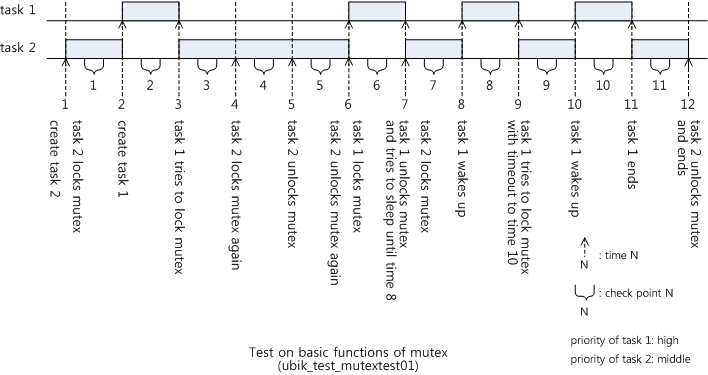 task 1
task 2
1
2
3
4
5
6
7
8
9
10
11
1
2
3
4
5
6
7
8
9
10
11
12
create task 2
task 2 locks mutex
create task 1
task 1 tries to lock mutex
task 2 locks mutex again
task 2 unlocks mutex
task 2 unlocks mutex again
task 1 locks mutex
task 1 unlocks mutex
and tries to sleep until time 8
task 2 locks mutex
task 1 wakes up
task 1 tries to lock mutex
with timeout to time 10
task 1 wakes up
task 1 ends
task 2 unlocks mutex
and ends
N
: time N
: check point N
N
priority of task 1: high
priority of task 2: middle
Test on basic functions of mutex
(ubik_test_mutextest01)